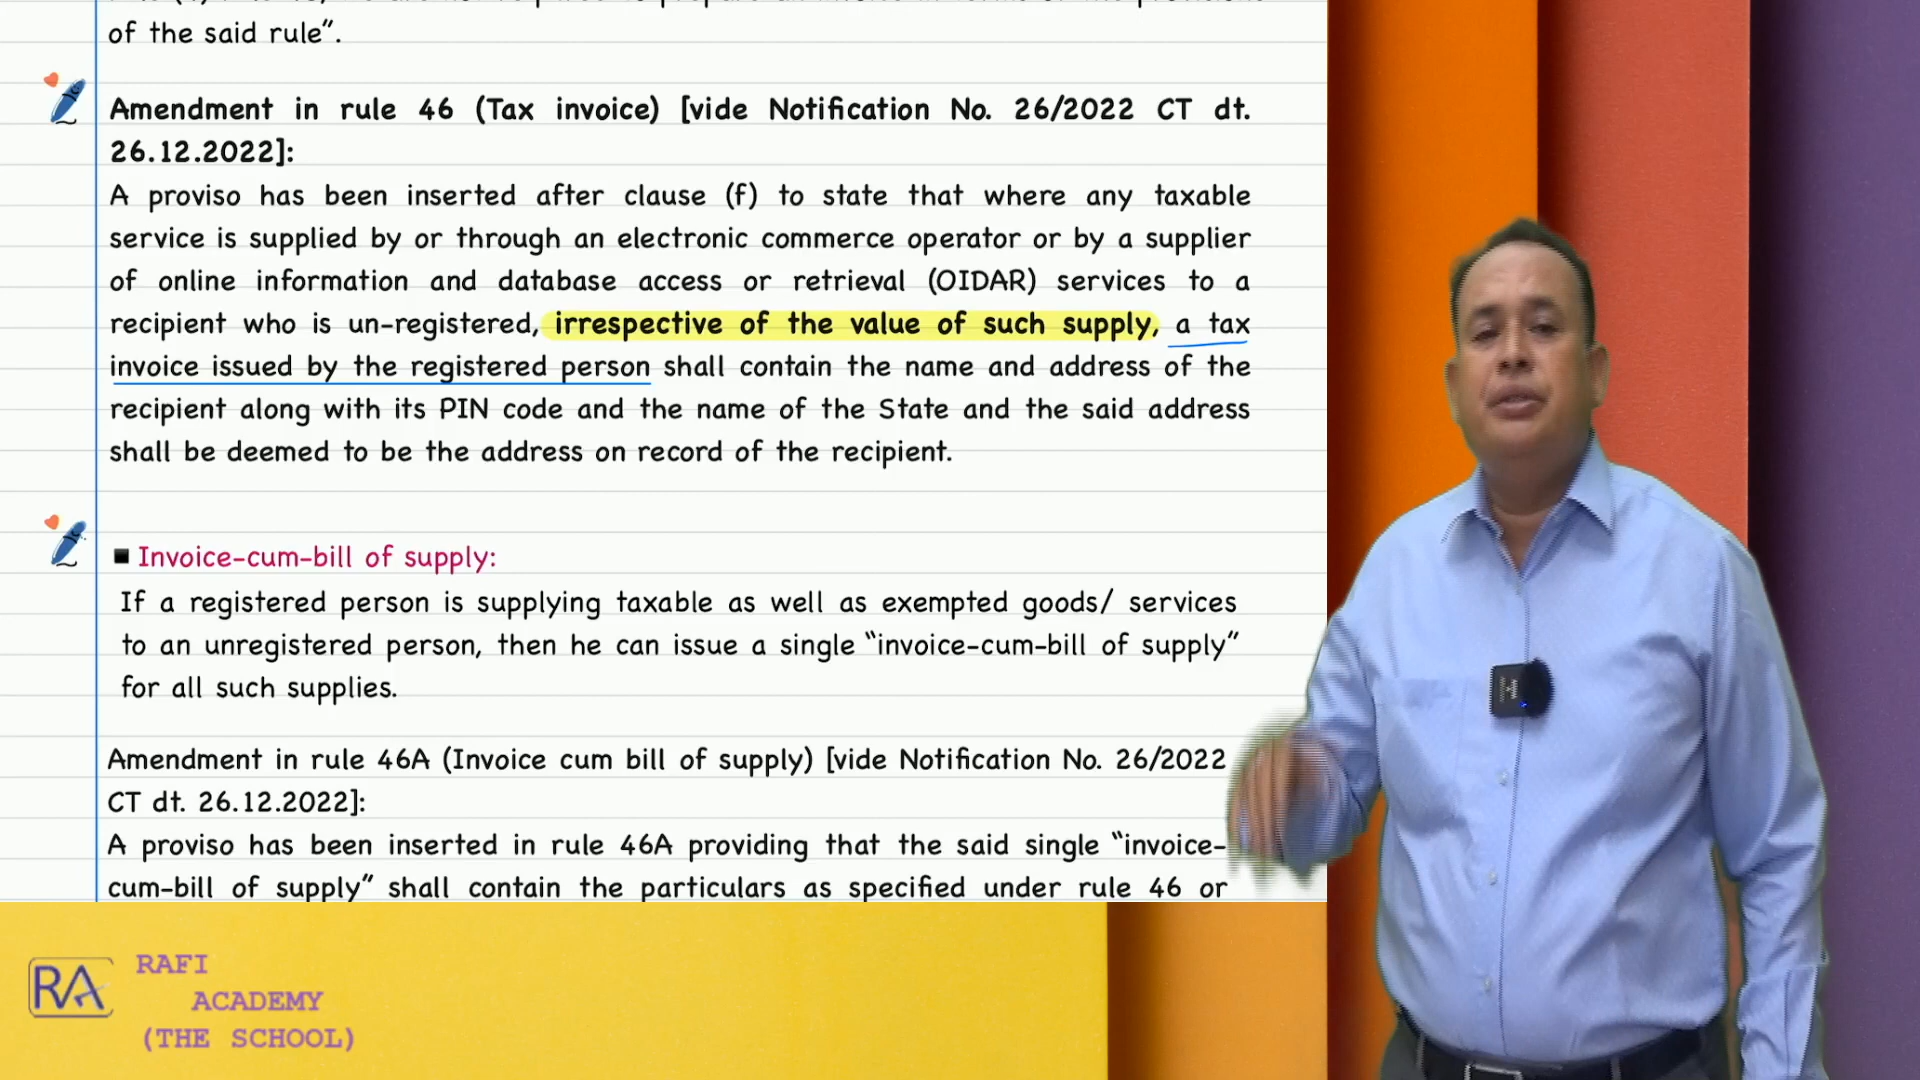 of the said rule”.
Amendment in rule 46 (Tax invoice) [vide Notification No. 26/2022 CT dt.
26.12.2022]:
A proviso has been inserted after clause (f) to state that where any taxable
service is supplied by or through an electronic commerce operator or by a supplier
of online information and database access or retrieval (OIDAR) services to a
recipient who is un-registered, irrespective of the value of such supply, a tax
invoice issued by the registered person shall contain the name and address of the
recipient along with its PIN code and the name of the State and the said address
shall be deemed to be the address on record of the recipient.
■ Invoice-cum-bill of supply:
If a registered person is supplying taxable as well as exempted goods/ services
to an unregistered person, then he can issue a single “invoice-cum-bill of supply”
for all such supplies.
Amendment in rule 46A (Invoice cum bill of supply) [vide Notification No. 26/2022
CT dt. 26.12.2022]:
A proviso has been inserted in rule 46A providing that the said single “invoice-
cum-bill of supply” shall contain the particulars as specified under rule 46 or
RA
RAFI
ACADEMY
(THE SCHOOL)